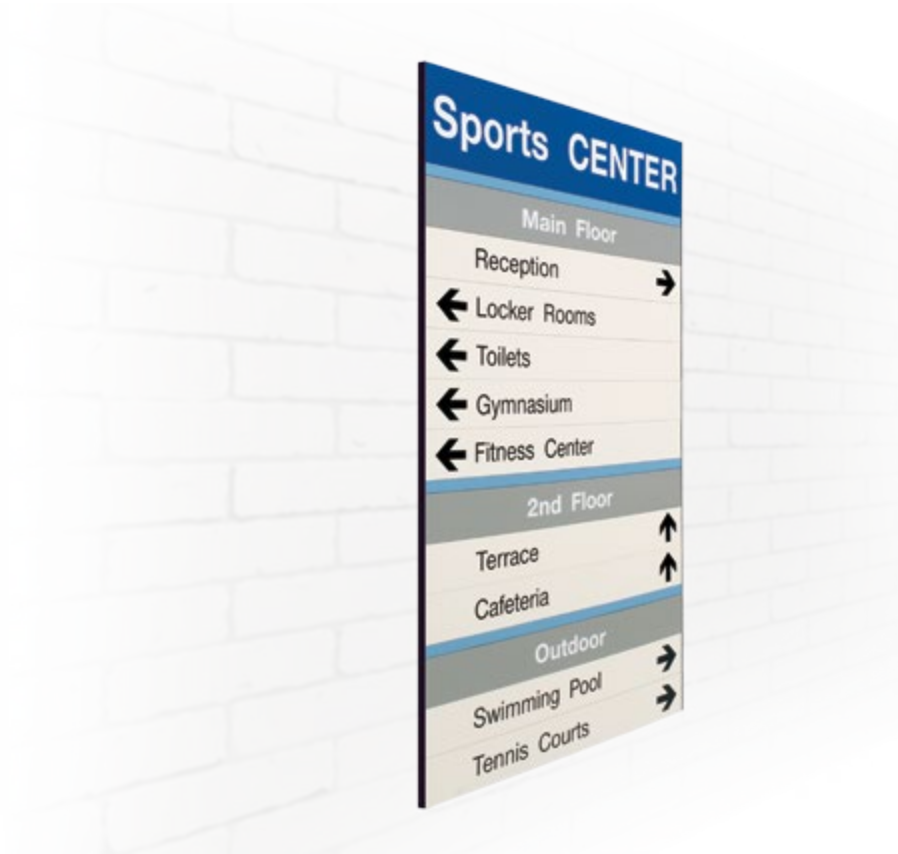 Sports CENTER
Main Floor
Reception →
← Locker Rooms
← Toilets
← Gymnasium
← Fitness Center
2nd Floor
Terrace ↑
Cafeteria ↑
Outdoor
Swimming Pool →
Tennis Courts →